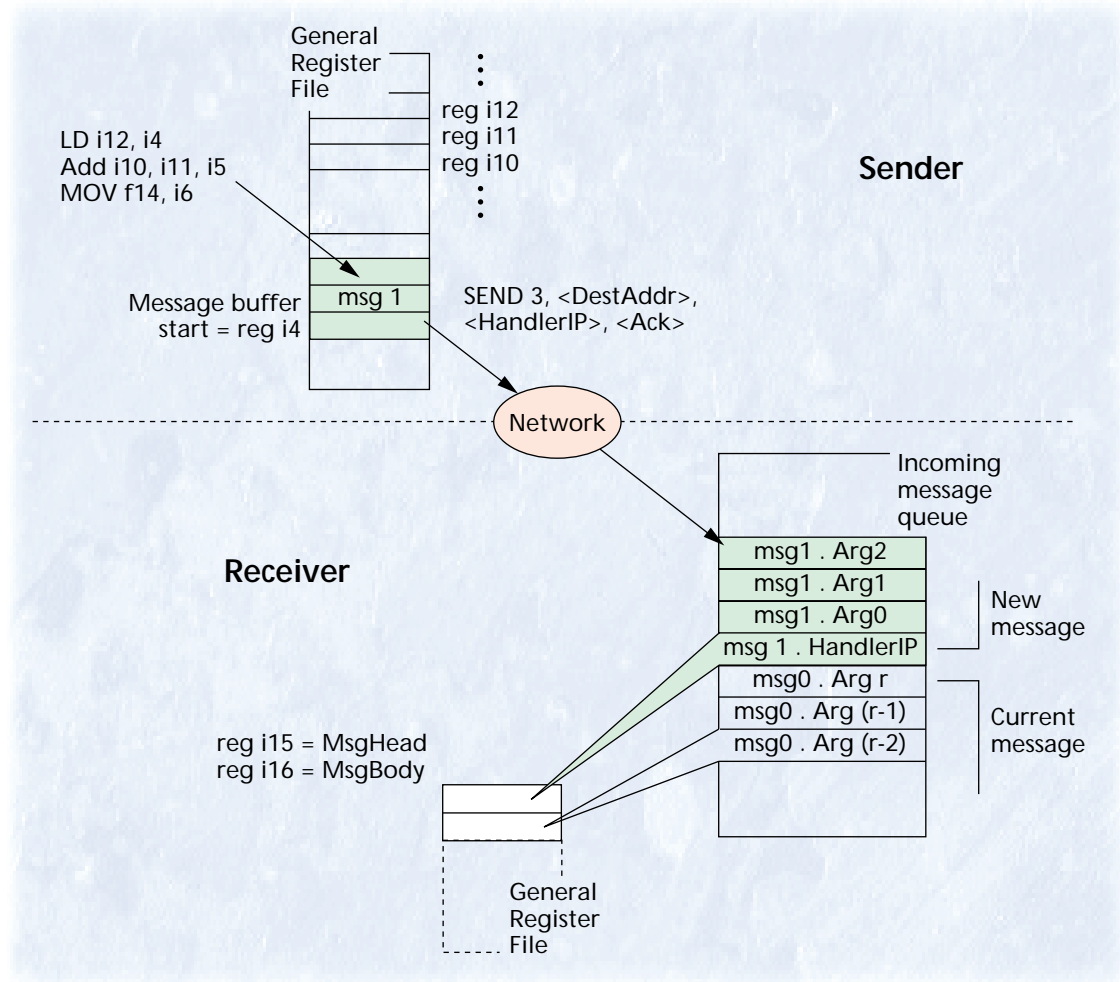 General
Register
File
reg i12
reg i11
reg i10
LD i12, i4
Add i10, i11, i5
MOV f14, i6
Sender
msg 1
Message buffer
start = reg i4
SEND 3, <DestAddr>,
<HandlerIP>, <Ack>
Network
Incoming
message
queue
Receiver
msg1 . Arg2
msg1 . Arg1
msg1 . Arg0
msg 1 . HandlerIP
New
message
msg0 . Arg r
msg0 . Arg (r-1)
msg0 . Arg (r-2)
Current
message
reg i15 = MsgHead
reg i16 = MsgBody
General
Register
File